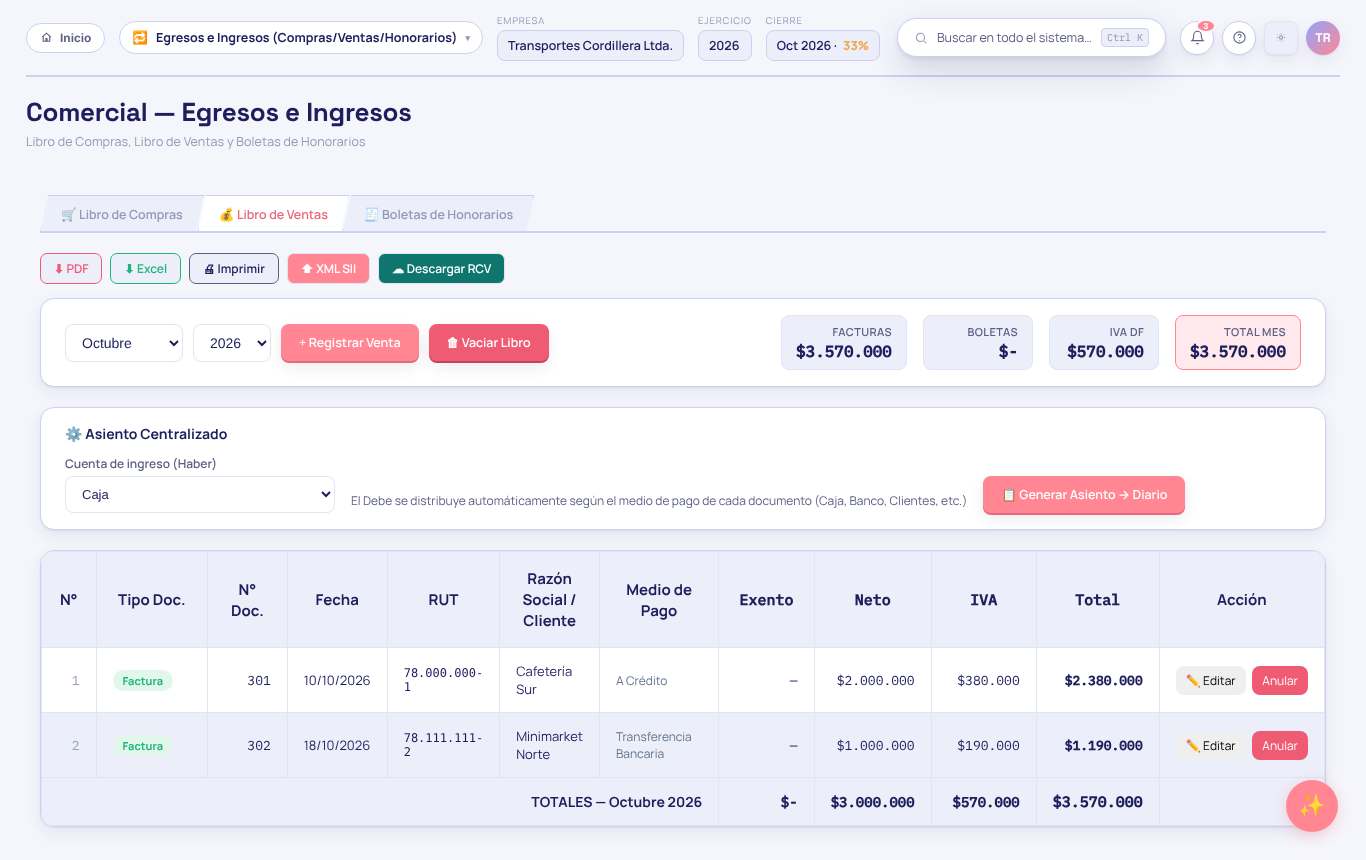 Inicio
Egresos e Ingresos (Compras/Ventas/Honorarios)
EMPRESA
Transportes Cordillera Ltda.
EJERCICIO
2026
CIERRE
Oct 2026 · 33%
Buscar en todo el sistema... Ctrl K
3
TR
Comercial — Egresos e Ingresos
Libro de Compras, Libro de Ventas y Boletas de Honorarios
Libro de Compras
Libro de Ventas
Boletas de Honorarios
PDF
Excel
Imprimir
XML SII
Descargar RCV
Octubre
2026
+ Registrar Venta
Vaciar Libro
FACTURAS
$3.570.000
BOLETAS
$-
IVA DF
$570.000
TOTAL MES
$3.570.000
Asiento Centralizado
Cuenta de ingreso (Haber)
Caja
El Debe se distribuye automáticamente según el medio de pago de cada documento (Caja, Banco, Clientes, etc.)
Generar Asiento → Diario
N°
Tipo Doc.
N°
Doc.
Fecha
RUT
Razón
Social /
Cliente
Medio de
Pago
Exento
Neto
IVA
Total
Acción
1
Factura
301
10/10/2026
78.000.000-
1
Cafetería
Sur
A Crédito
—
$2.000.000
$380.000
$2.380.000
Editar
Anular
2
Factura
302
18/10/2026
78.111.111-
2
Minimarket
Norte
Transferencia
Bancaria
—
$1.000.000
$190.000
$1.190.000
Editar
Anular
TOTALES — Octubre 2026
$-
$3.000.000
$570.000
$3.570.000